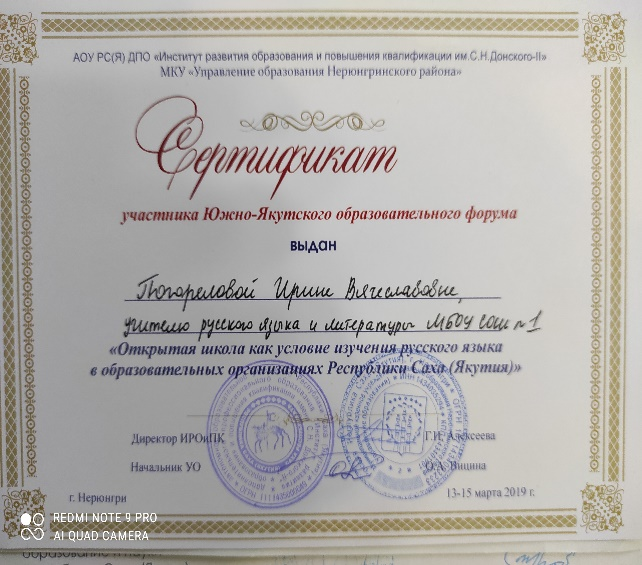 АОУ РС(Я) ДПО «Институт развития образования и повышения квалификации им.С.Н.Донского-II»
МКУ «Управление образования Нерюнгринского района»
Сертификат
участника Южно-Якутского образовательного форума
выдан
Погореловой Ирине Вячеславовне,
учителю русского языка и литературы МБОУ СОШ №1
«Открытая школа как условие изучения русского языка
в образовательных организациях Республики Саха (Якутия)»
Директор ИРОиПК
Г.И. Алексеева
Начальник УО
О.А. Вицина
г. Нерюнгри
13-15 марта 2019 г.
REDMI NOTE 9 PRO
AI QUAD CAMERA